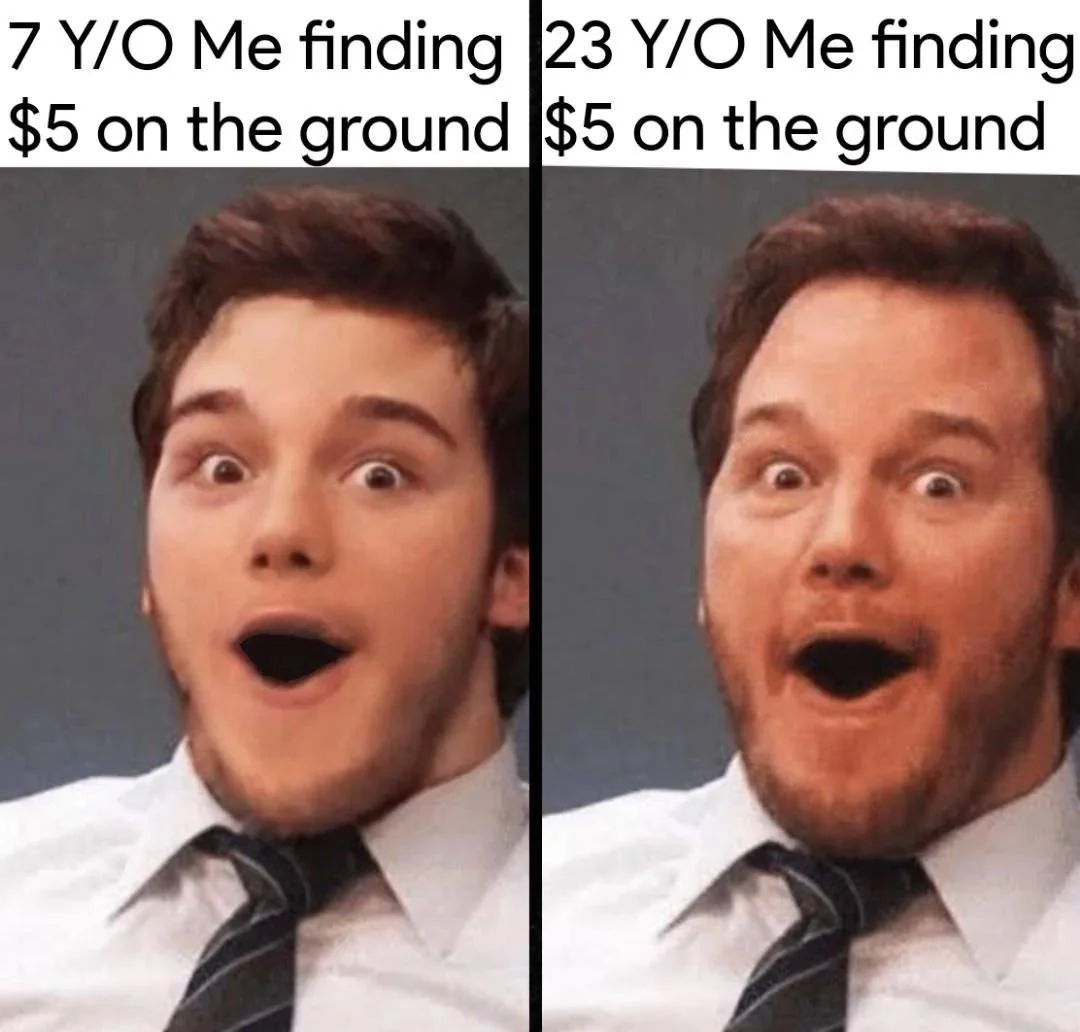 7 Y/O Me finding
$5 on the ground
23 Y/O Me finding
$5 on the ground